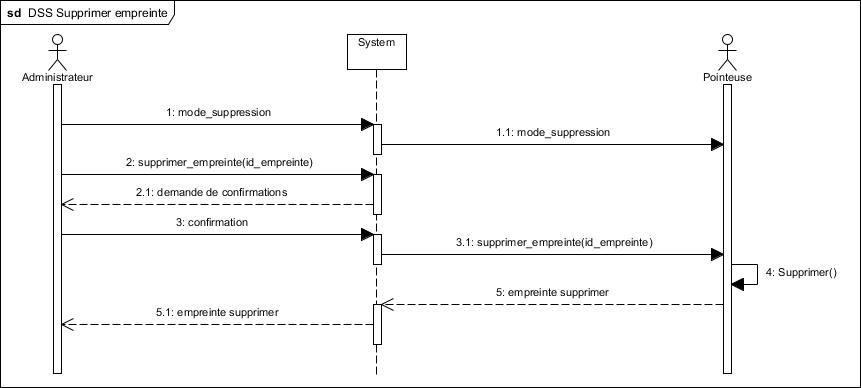 sd DSS Supprimer empreinte
Administrateur
System
Pointeuse
1: mode_suppression
1.1: mode_supression
2: supprimer_empreinte(id_empreinte)
2.1: demande de confirmations
3: confirmation
3.1: supprimer_empreinte(id_empreinte)
4: Supprimer()
5: empreinte supprimer
5.1: empreinte supprimer